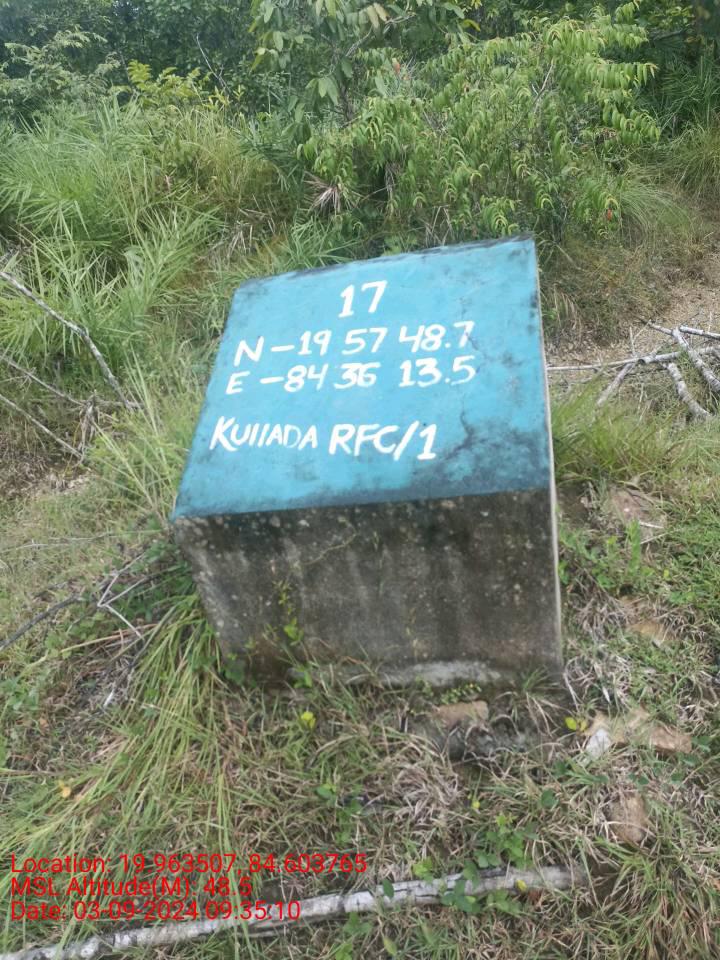 17
N-19 57 48.7
E-84 36 13.5
KUIIADA RFC/1
Location: 19.963507, 84.603765
MSL Altitude(M): 48.5
Date: 03-09-2024 09:35:10